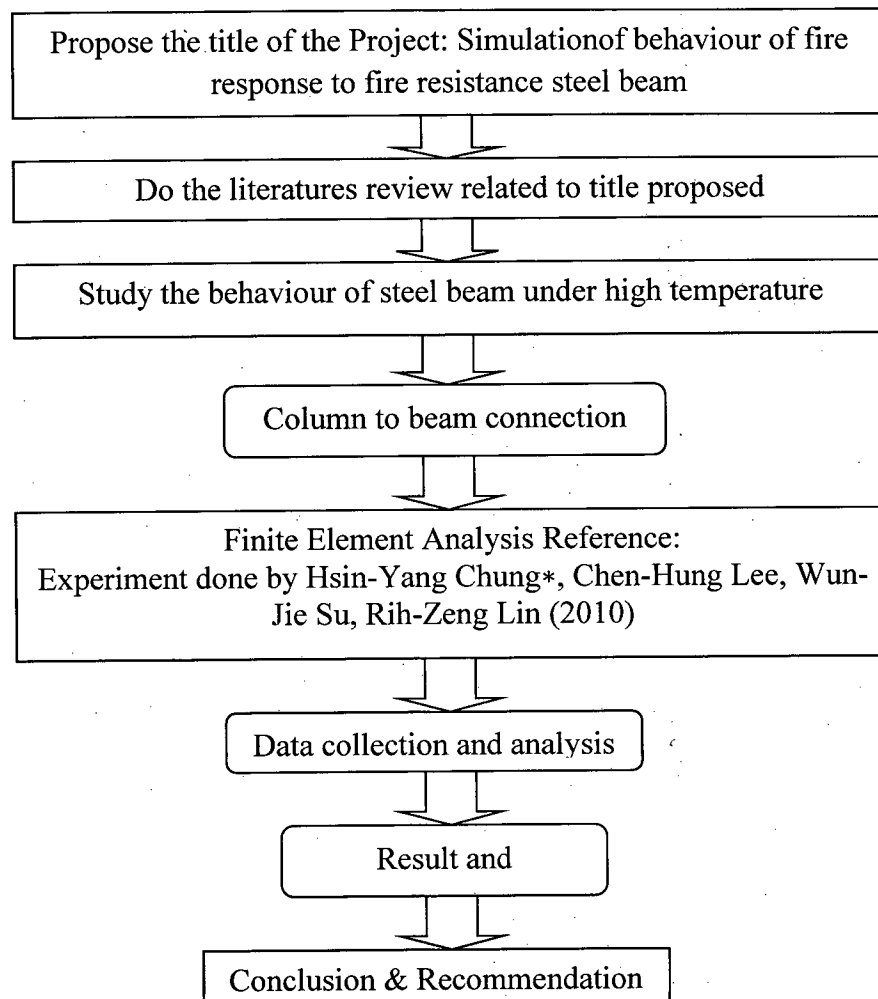 Propose the title of the Project: Simulationof behaviour of fire
response to fire resistance steel beam
Do the literatures review related to title proposed
Study the behaviour of steel beam under high temperature
Column to beam connection
Finite Element Analysis Reference:
Experiment done by Hsin-Yang Chung*, Chen-Hung Lee, Wun-
Jie Su, Rih-Zeng Lin (2010)
Data collection and analysis
Result and
Conclusion & Recommendation